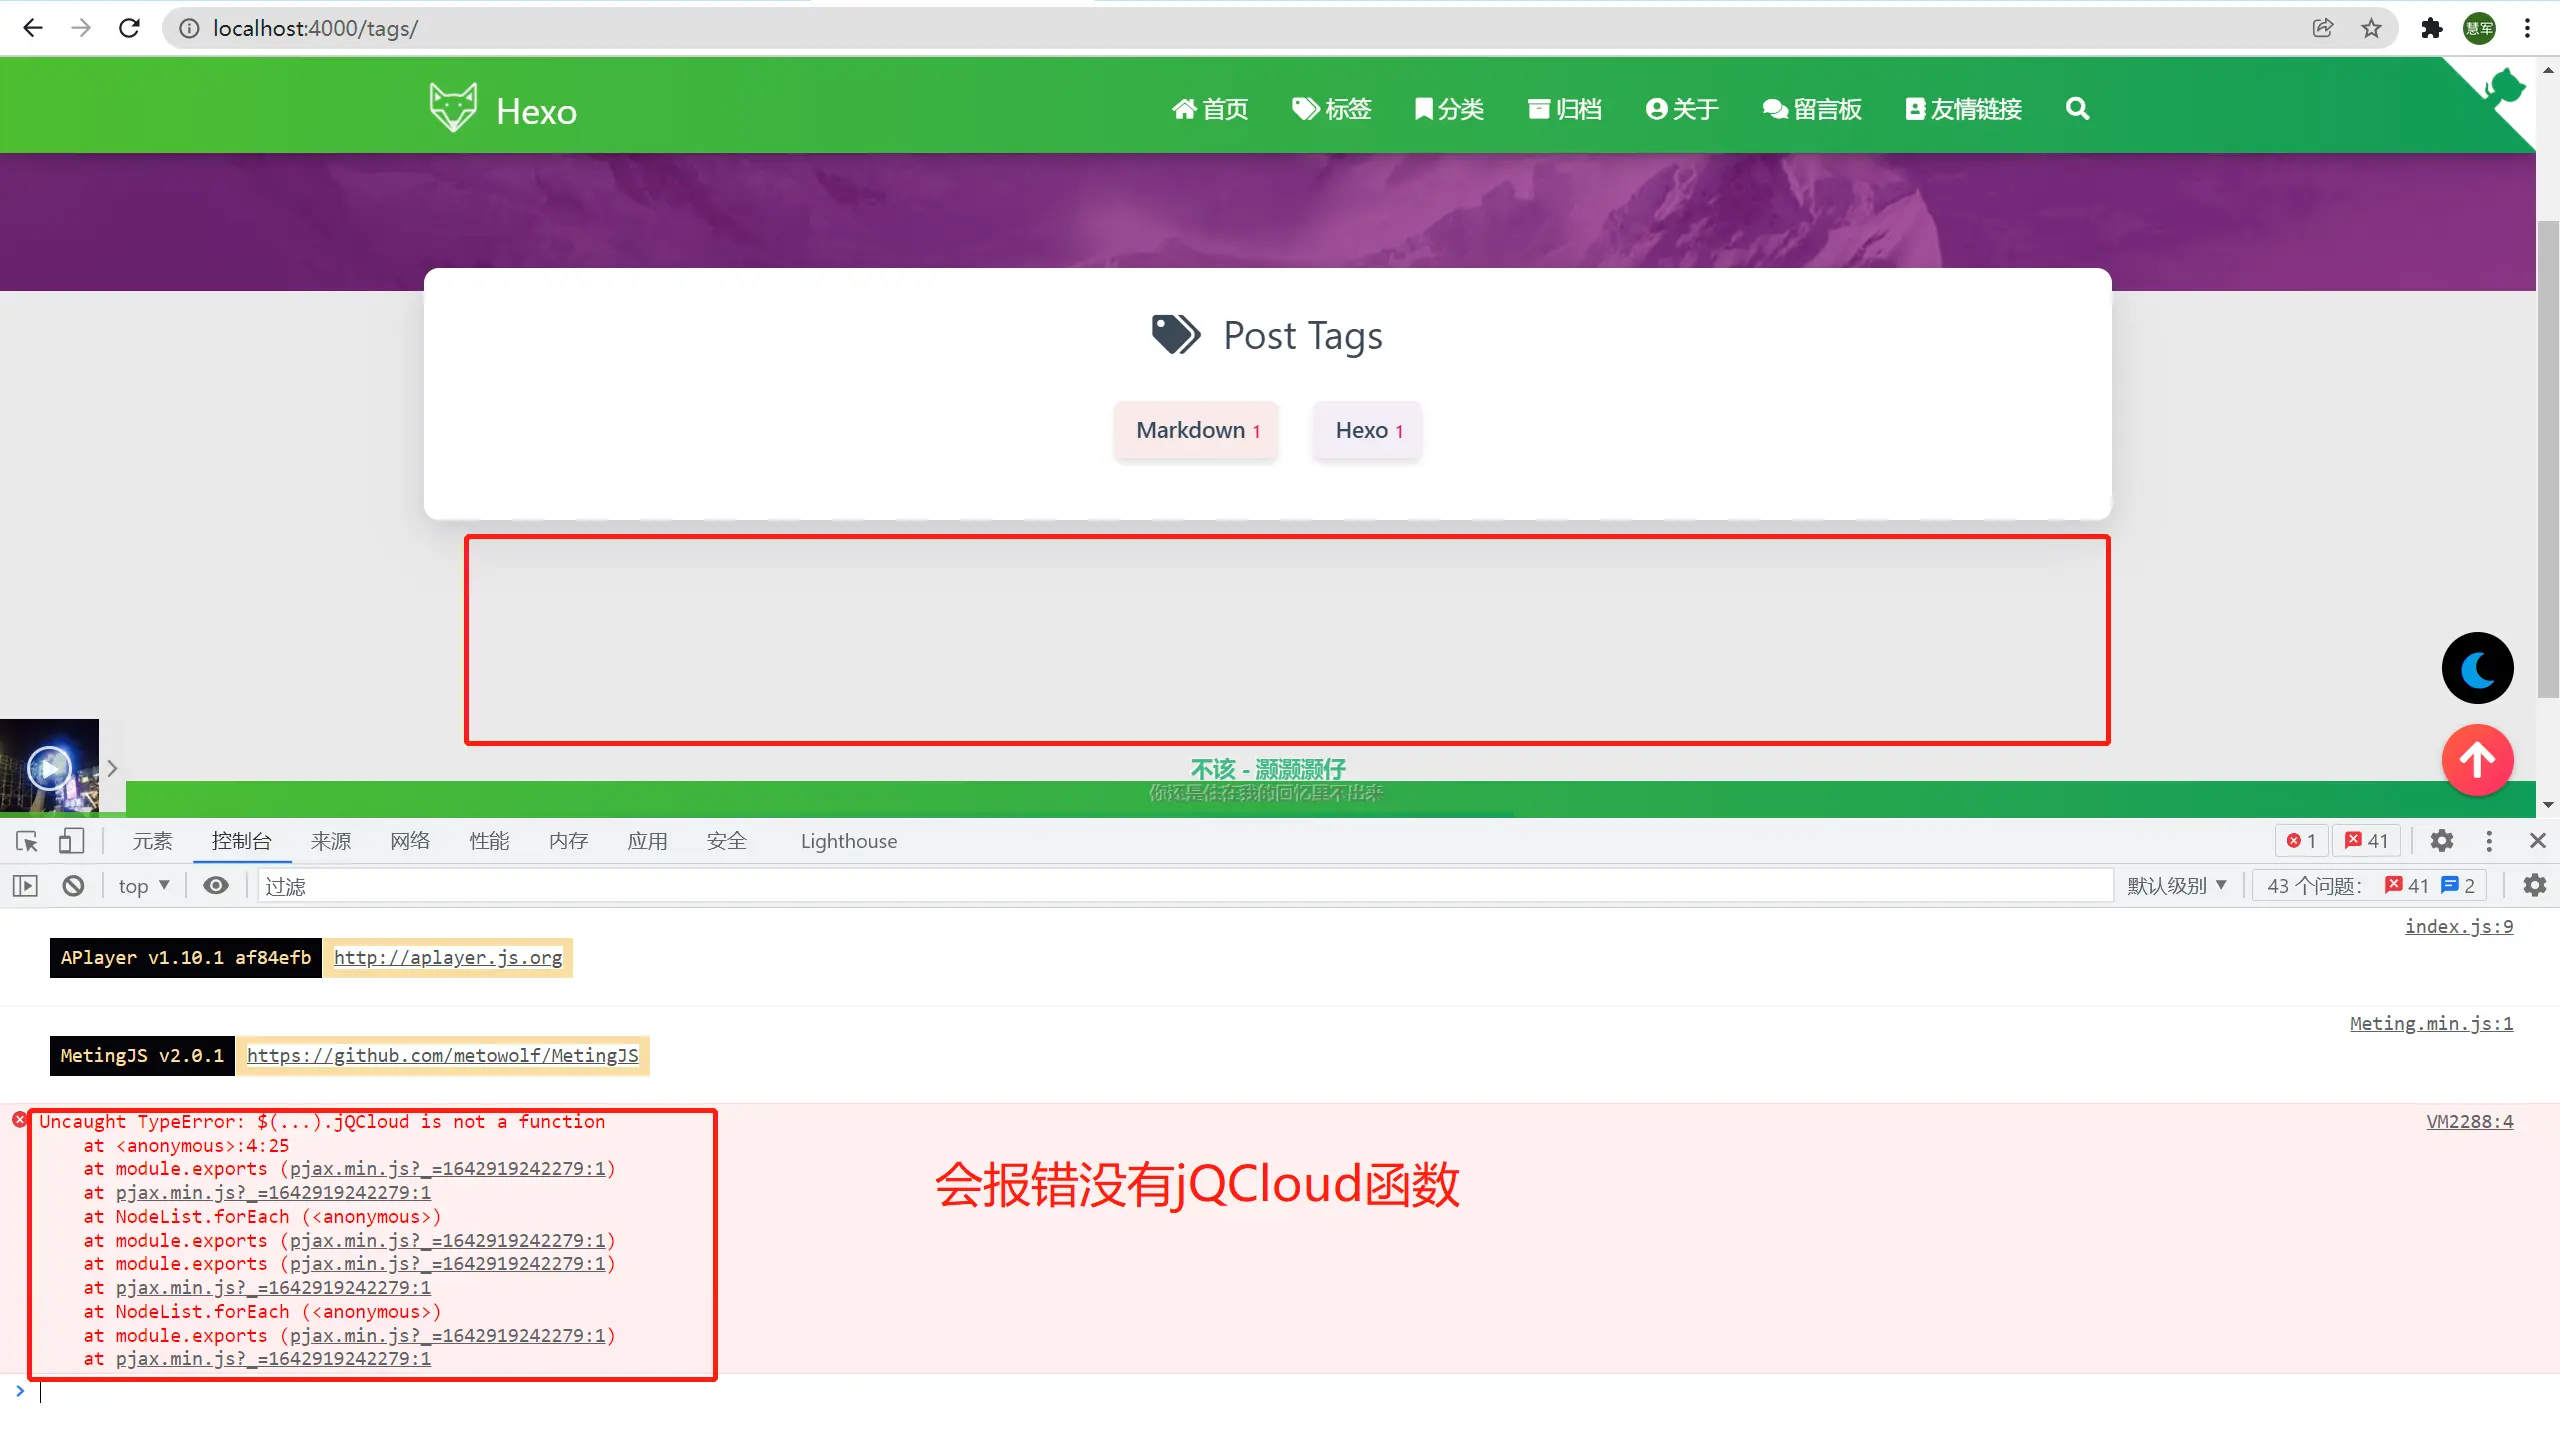 localhost:4000/tags/
慧军
Hexo
首页 标签 分类 归档 关于 留言板 友情链接
Post Tags
Markdown 1 Hexo 1
不该 - 灏灏灏仔
你还是住在我的回忆里不出来
元素 控制台 来源 网络 性能 内存 应用 安全 Lighthouse 1 41
top 过滤 默认级别 43 个问题: 41 2
index.js:9
APlayer v1.10.1 af84efb http://aplayer.js.org
Meting.min.js:1
MetingJS v2.0.1 https://github.com/metowolf/MetingJS
Uncaught TypeError: $(...).jQCloud is not a function VM2288:4
at <anonymous>:4:25
at module.exports (pjax.min.js?_=1642919242279:1)
at pjax.min.js?_=1642919242279:1
at NodeList.forEach (<anonymous>)
at module.exports (pjax.min.js?_=1642919242279:1)
at module.exports (pjax.min.js?_=1642919242279:1)
at pjax.min.js?_=1642919242279:1
at NodeList.forEach (<anonymous>)
at module.exports (pjax.min.js?_=1642919242279:1)
at pjax.min.js?_=1642919242279:1
会报错没有jQCloud函数